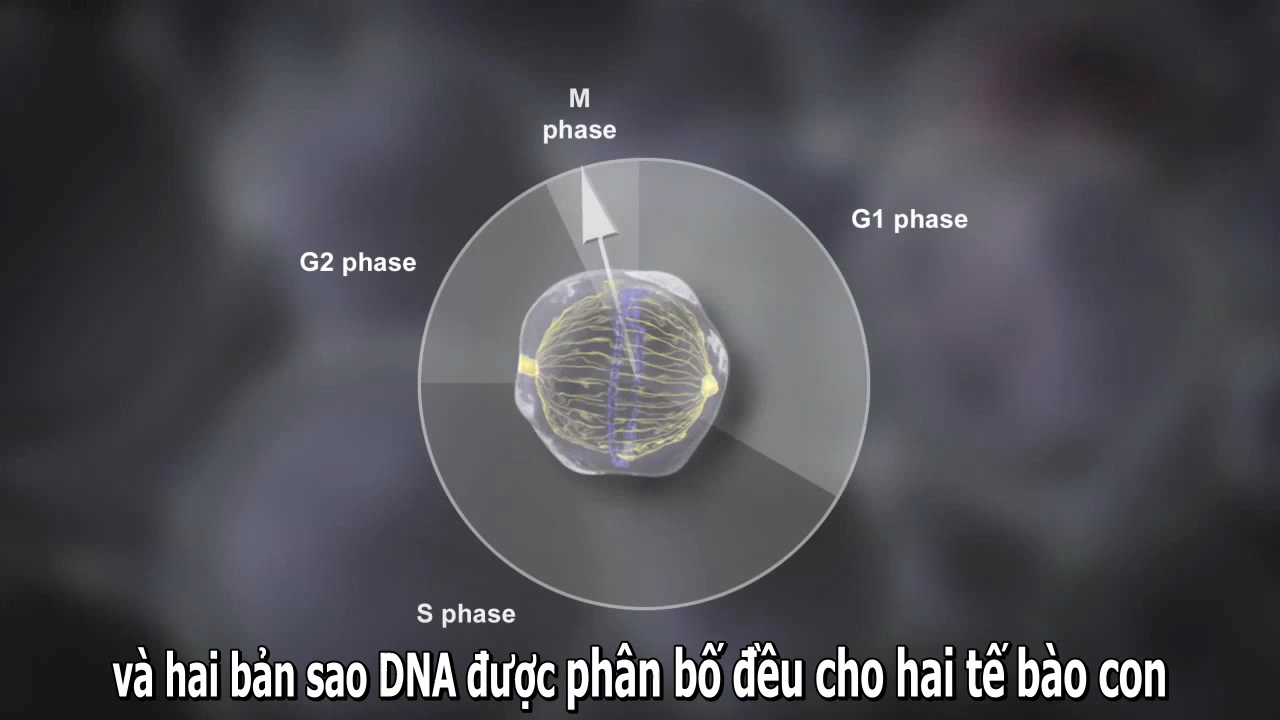 M
phase
G1 phase
G2 phase
S phase
và hai bản sao DNA được phân bố đều cho hai tế bào con